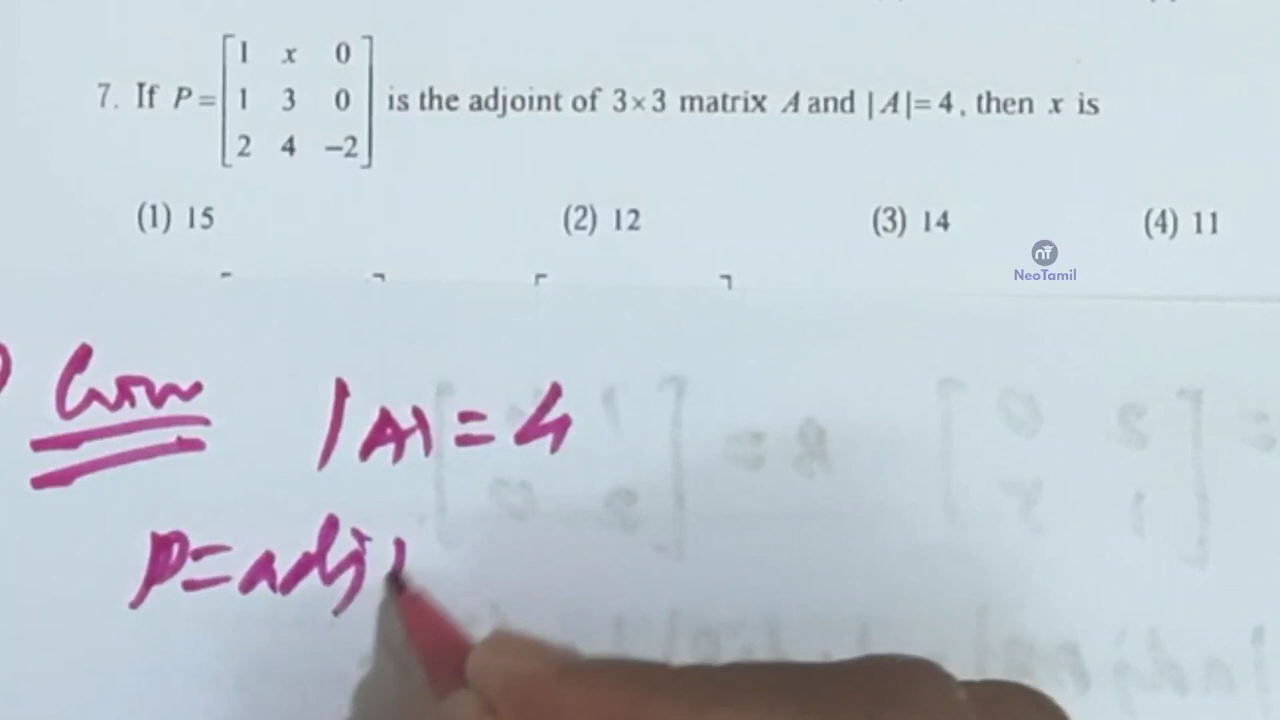 7. If P = [1 x 0
1 3 0
2 4 −2] is the adjoint of 3×3 matrix A and |A|=4, then x is
(1) 15 (2) 12 (3) 14 (4) 11
NeoTamil
|A|=4
P=adj